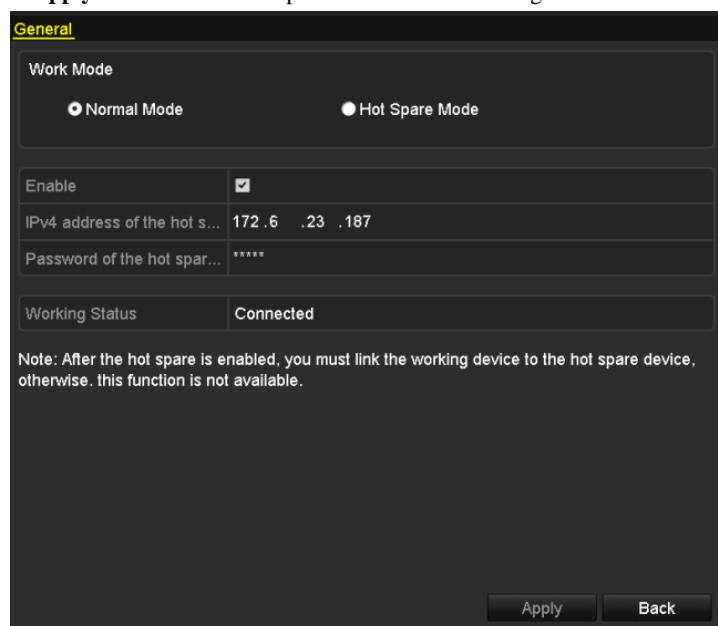 Apply
General
Work Mode
Normal Mode Hot Spare Mode
Enable
IPv4 address of the hot s... 172 .6 .23 .187
Password of the hot spar... *****
Working Status Connected
Note: After the hot spare is enabled, you must link the working device to the hot spare device,
otherwise. this function is not available.
Apply Back